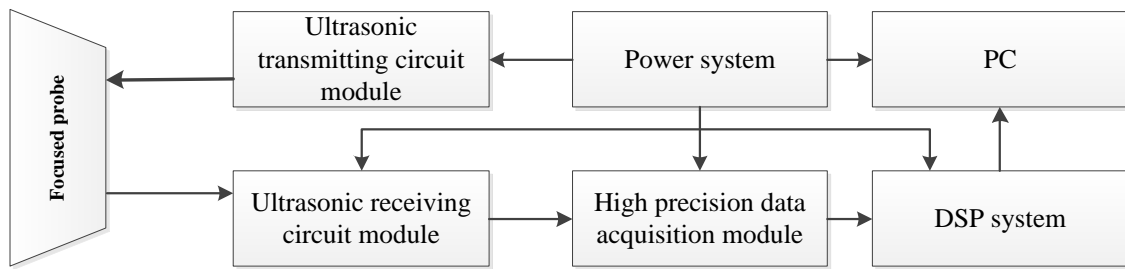 Focused probe
Ultrasonic
transmitting circuit
module
Power system
PC
Ultrasonic receiving
circuit module
High precision data
acquisition module
DSP system